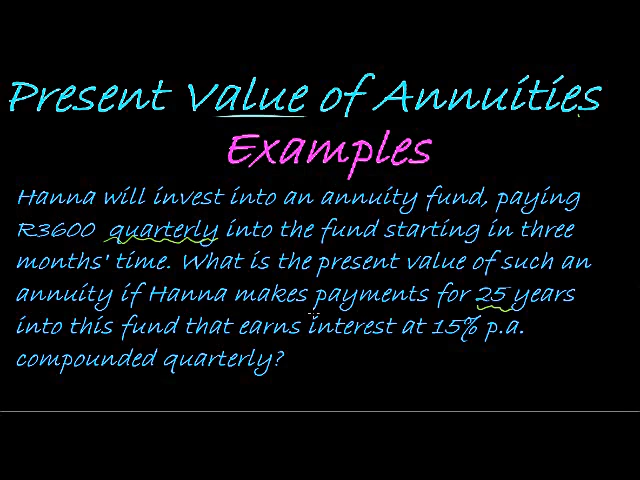 Present Value of Annuities
Examples
Hanna will invest into an annuity fund, paying
R3600 quarterly into the fund starting in three
months' time. What is the present value of such an
annuity if Hanna makes payments for 25 years
into this fund that earns interest at 15% p.a.
compounded quarterly?